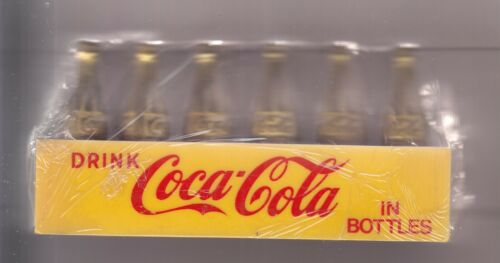 DRINK
Coca-Cola
IN
BOTTLES